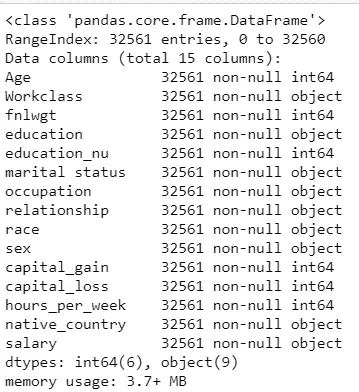 <class 'pandas.core.frame.DataFrame'>
RangeIndex: 32561 entries, 0 to 32560
Data columns (total 15 columns):
Age               32561 non-null int64
Workclass         32561 non-null object
fnlwgt            32561 non-null int64
education         32561 non-null object
education_nu      32561 non-null int64
marital status    32561 non-null object
occupation        32561 non-null object
relationship      32561 non-null object
race              32561 non-null object
sex               32561 non-null object
capital_gain      32561 non-null int64
capital_loss      32561 non-null int64
hours_per_week    32561 non-null int64
native_country    32561 non-null object
salary            32561 non-null object
dtypes: int64(6), object(9)
memory usage: 3.7+ MB